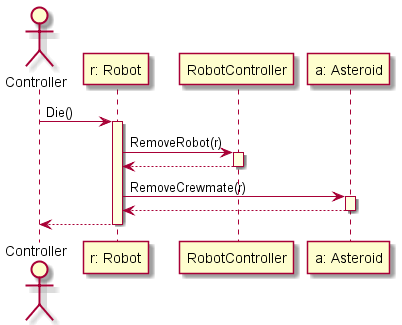 Controller
r: Robot
RobotController
a: Asteroid
Die()
RemoveRobot(r)
RemoveCrewmate(r)
Controller
r: Robot
RobotController
a: Asteroid